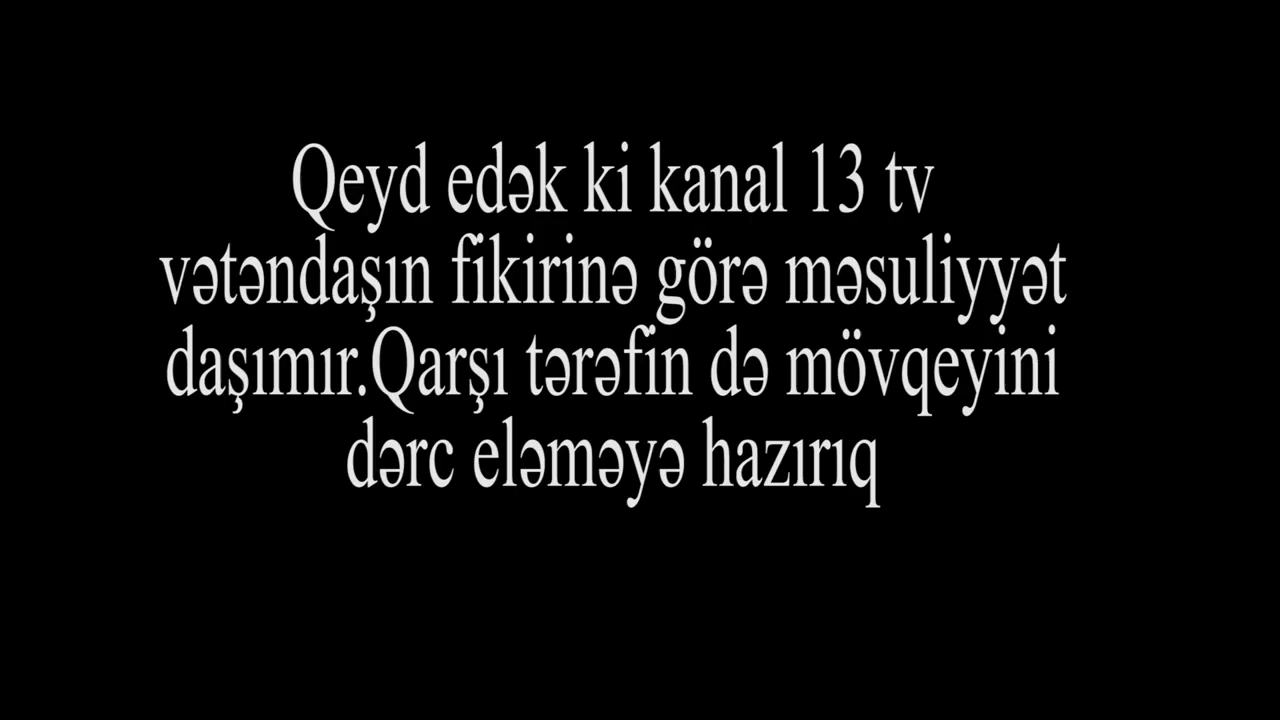 Qeyd edək ki kanal 13 tv
vətəndaşın fikirinə görə məsuliyyət
daşımır.Qarşı tərəfin də mövqeyini
dərc eləməyə hazırıq